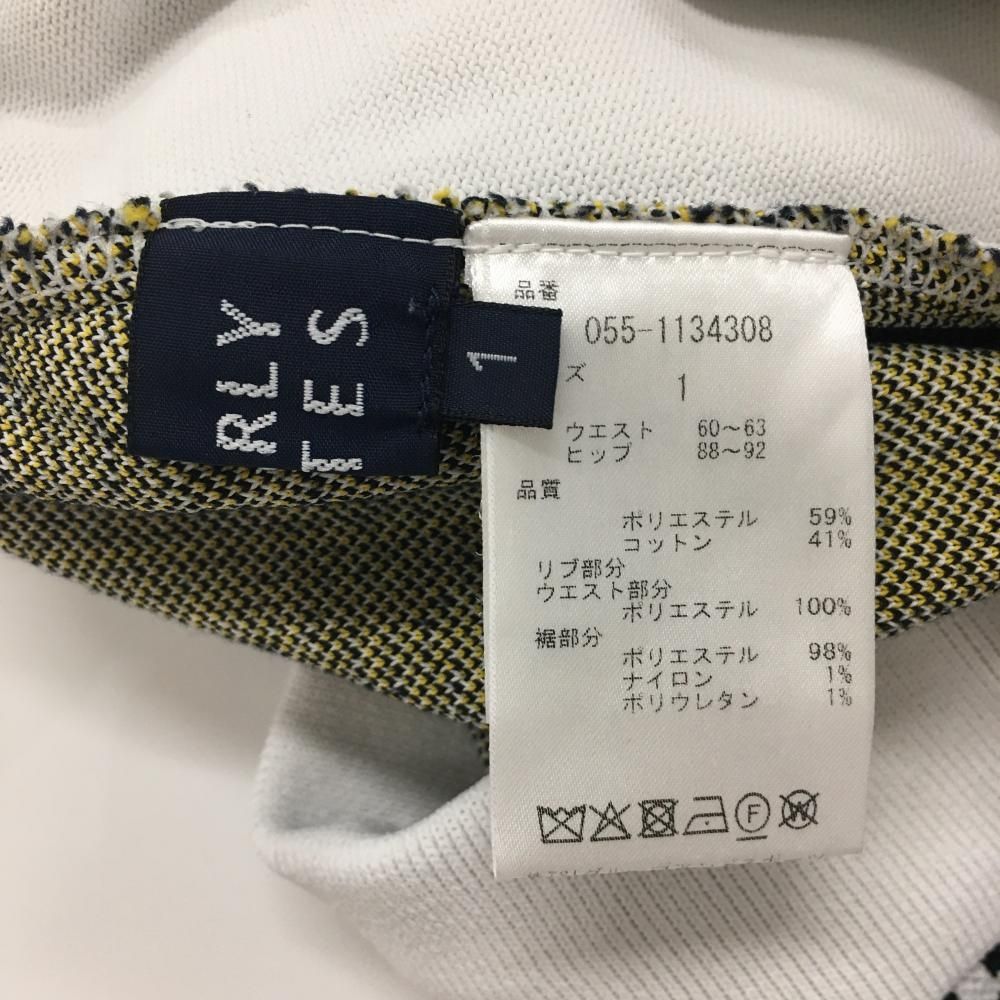 RLY
TES
1
品番
055-1134308
ズ
1
ウエスト 60～63
ヒップ 88～92
品質
ポリエステル 59%
コットン 41%
リブ部分
ウエスト部分
ポリエステル 100%
裾部分
ポリエステル 98%
ナイロン 1%
ポリウレタン 1%
F
W